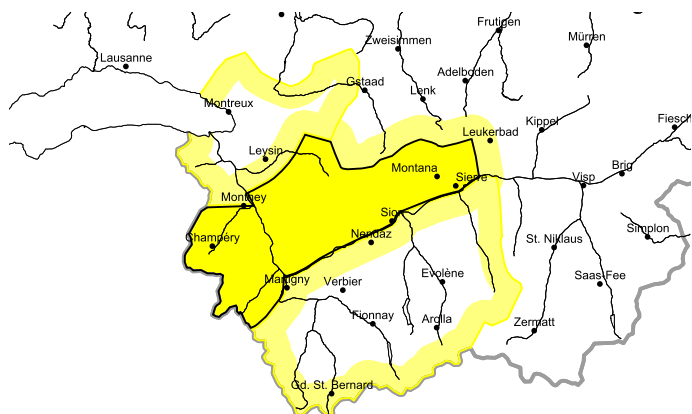 Frutigen
Zweisimmen
Mürren
Lausanne
Adelboden
Gstaad
Lenk
Montreux
Kippel
Fiesch
Leukerbad
Leysin
Montana
Brig
Sierre
Visp
Monthey
Sion
Simplon
Champéry
Nendaz
St. Niklaus
Evolène
Saas-Fee
Martigny
Verbier
Fionnay
Arolla
Zermatt
Gd. St. Bernard